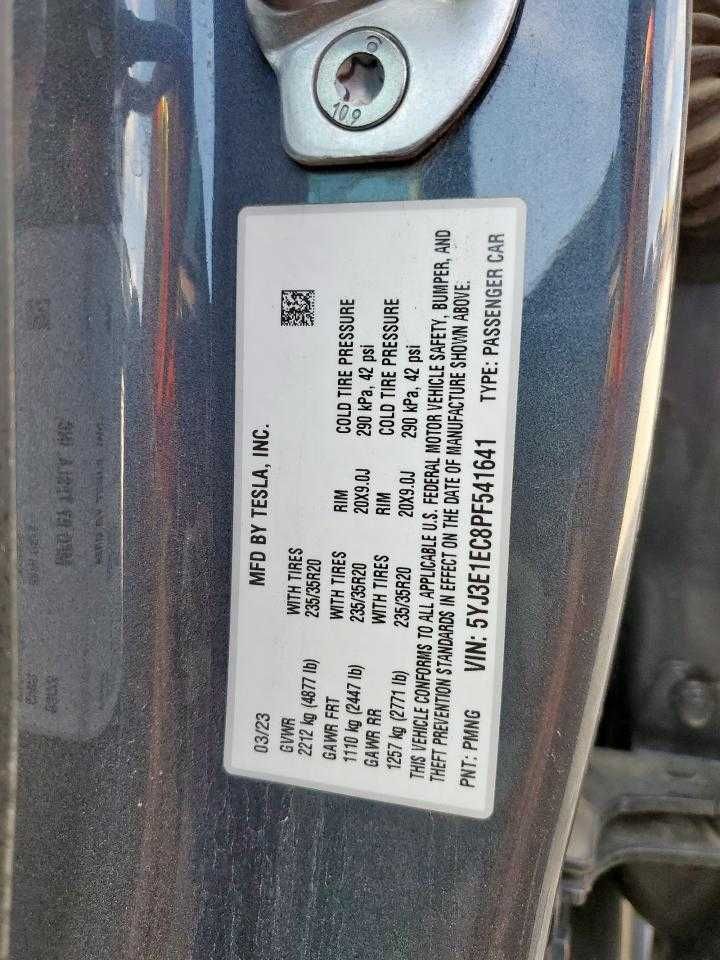 109
MFD BY TESLA, INC.
03/23
GVWR WITH TIRES
2212 kg (4877 lb) 235/35R20
GAWR FRT WITH TIRES RIM COLD TIRE PRESSURE
1110 kg (2447 lb) 235/35R20 20X9.0J 290 kPa, 42 psi
GAWR RR WITH TIRES RIM COLD TIRE PRESSURE
1257 kg (2771 lb) 235/35R20 20X9.0J 290 kPa, 42 psi
THIS VEHICLE CONFORMS TO ALL APPLICABLE U.S. FEDERAL MOTOR VEHICLE SAFETY, BUMPER, AND
THEFT PREVENTION STANDARDS IN EFFECT ON THE DATE OF MANUFACTURE SHOWN ABOVE.
PNT: PMNG VIN: 5YJ3E1EC8PF541641 TYPE: PASSENGER CAR